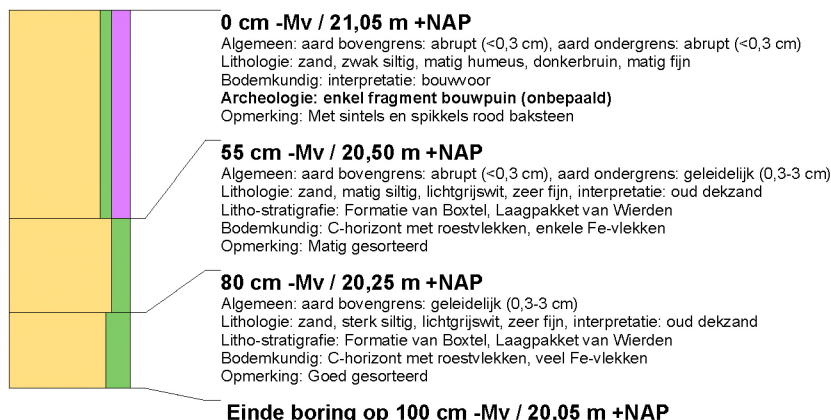 0 cm -Mv / 21,05 m +NAP
Algemeen: aard bovengrens: abrupt (<0,3 cm), aard ondergrens: abrupt (<0,3 cm)
Lithologie: zand, zwak siltig, matig humeus, donkerbruin, matig fijn
Bodemkundig: interpretatie: bouwvoor
Archeologie: enkel fragment bouwpuin (onbepaald)
Opmerking: Met sintels en spikkels rood baksteen
55 cm -Mv / 20,50 m +NAP
Algemeen: aard bovengrens: abrupt (<0,3 cm), aard ondergrens: geleidelijk (0,3-3 cm)
Lithologie: zand, matig siltig, lichtgrijswit, zeer fijn, interpretatie: oud dekzand
Litho-stratigrafie: Formatie van Boxtel, Laagpakket van Wierden
Bodemkundig: C-horizont met roestvlekken, enkele Fe-vlekken
Opmerking: Matig gesorteerd
80 cm -Mv / 20,25 m +NAP
Algemeen: aard bovengrens: geleidelijk (0,3-3 cm)
Lithologie: zand, sterk siltig, lichtgrijswit, zeer fijn, interpretatie: oud dekzand
Litho-stratigrafie: Formatie van Boxtel, Laagpakket van Wierden
Bodemkundig: C-horizont met roestvlekken, veel Fe-vlekken
Opmerking: Goed gesorteerd
Einde boring op 100 cm -Mv / 20,05 m +NAP